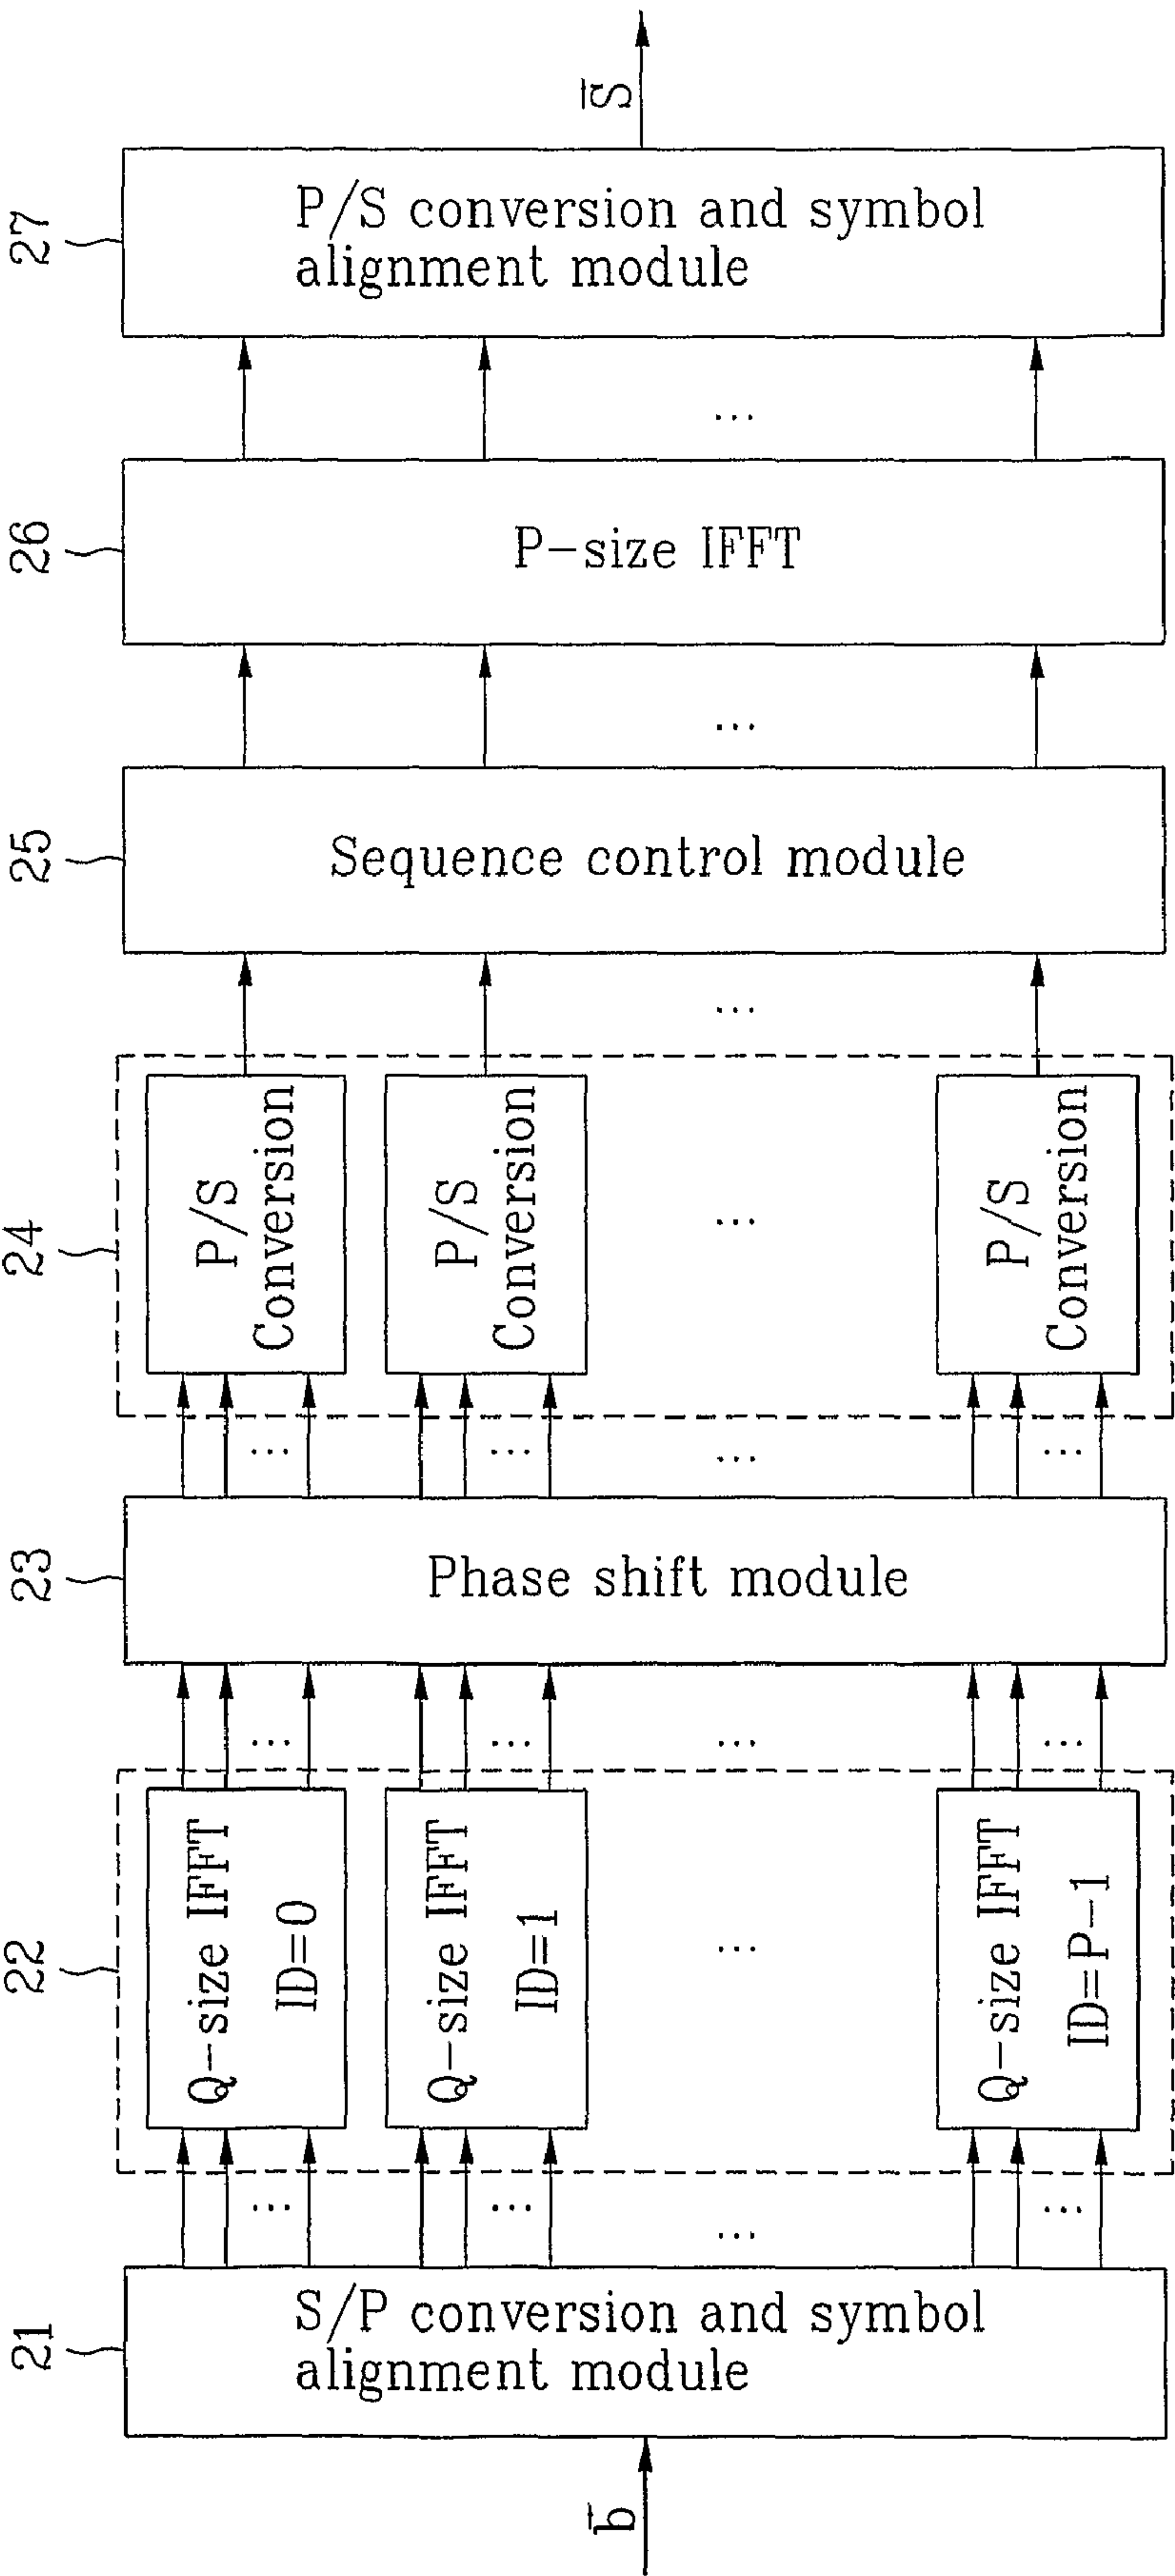 27
P/S conversion and symbol
alignment module
S̄
26
P-size IFFT
25
Sequence control module
24
P/S
Conversion
P/S
Conversion
...
P/S
Conversion
23
Phase shift module
22
Q-size IFFT
ID=0
Q-size IFFT
ID=1
...
Q-size IFFT
ID=P-1
21
S/P conversion and symbol
alignment module
b̄